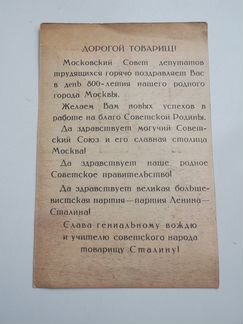 ДОРОГОЙ ТОВАРИЩ!
Московский Совет депутатов
трудящихся горячо поздравляет Вас
в день 800-летия нашего родного
города Москвы.
Желаем Вам новых успехов в
работе на благо Советской Родины.
Да здравствует могучий Совет-
ский Союз и его славная столица
Москва!
Да здравствует наше родное
Советское правительство!
Да здравствует великая больше-
вистская партия—партия Ленина—
Сталина!
Слава гениальному вождю
и учителю советского народа
товарищу Сталину!